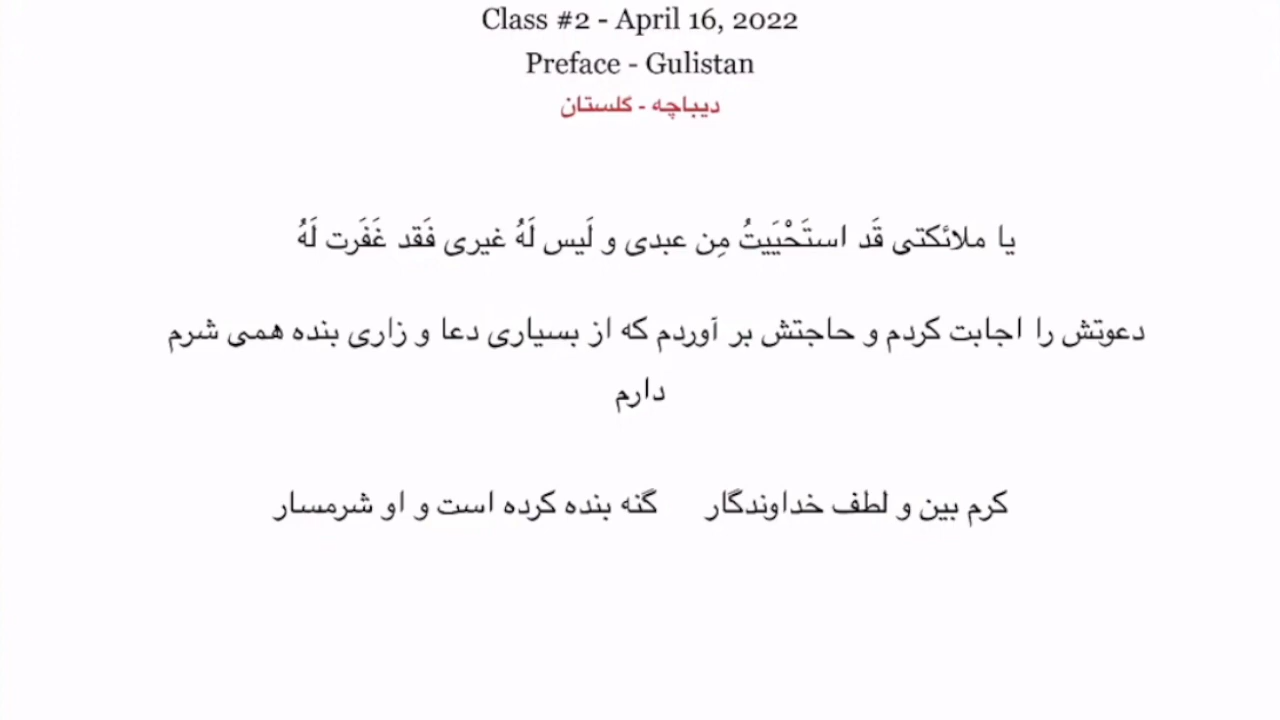 Class #2 - April 16, 2022
Preface - Gulistan
دیباچه - گلستان
یا ملائکتی قَد استَحْیَیتُ مِن عبدی و لَیس لَهُ غیری فَقد غَفَرت لَهُ
دعوتش را اجابت کردم و حاجتش بر آوردم که از بسیاری دعا و زاری بنده همی شرم
دارم
کرم بین و لطف خداوندگار گنه بنده کرده است و او شرمسار